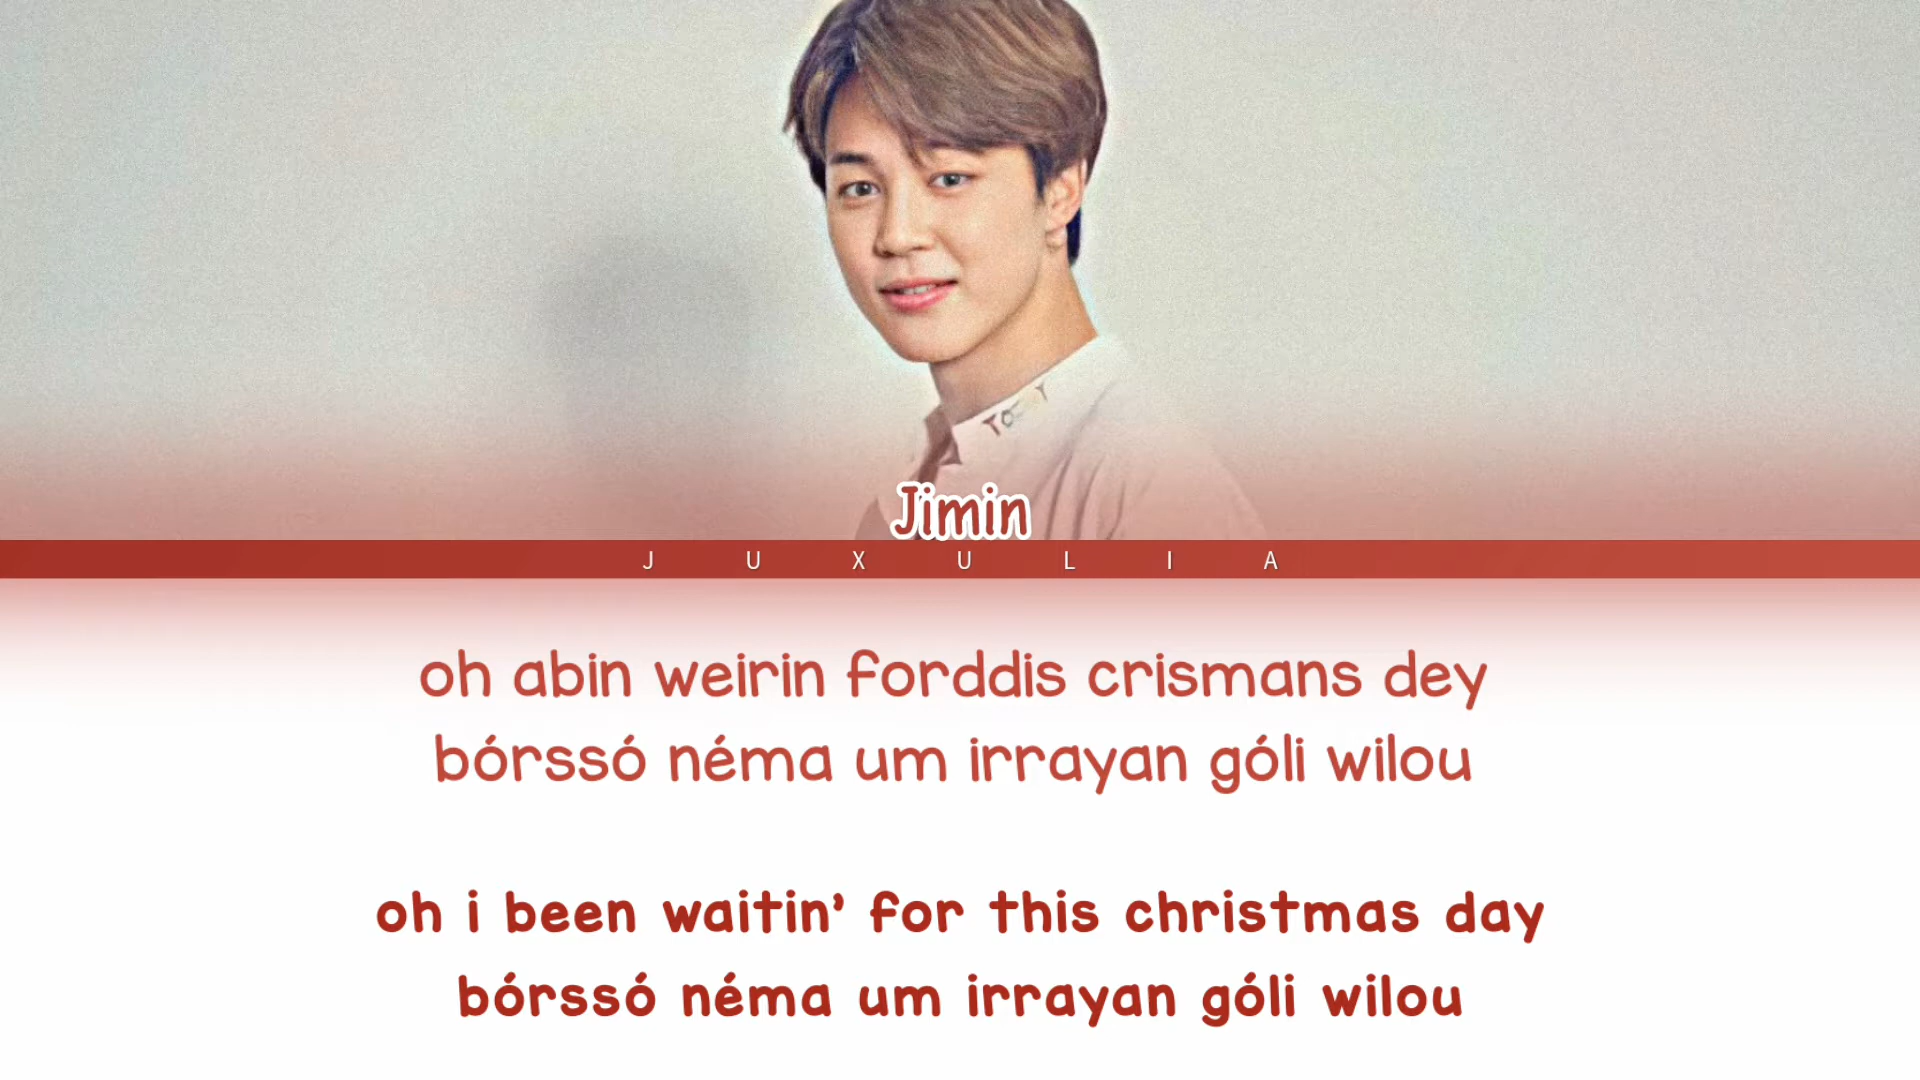 Jimin
JUXULIA
oh abin weirin forddis crismans dey
bórssó néma um irrayan góli wilou
oh i been waitin' for this christmas day
bórssó néma um irrayan góli wilou